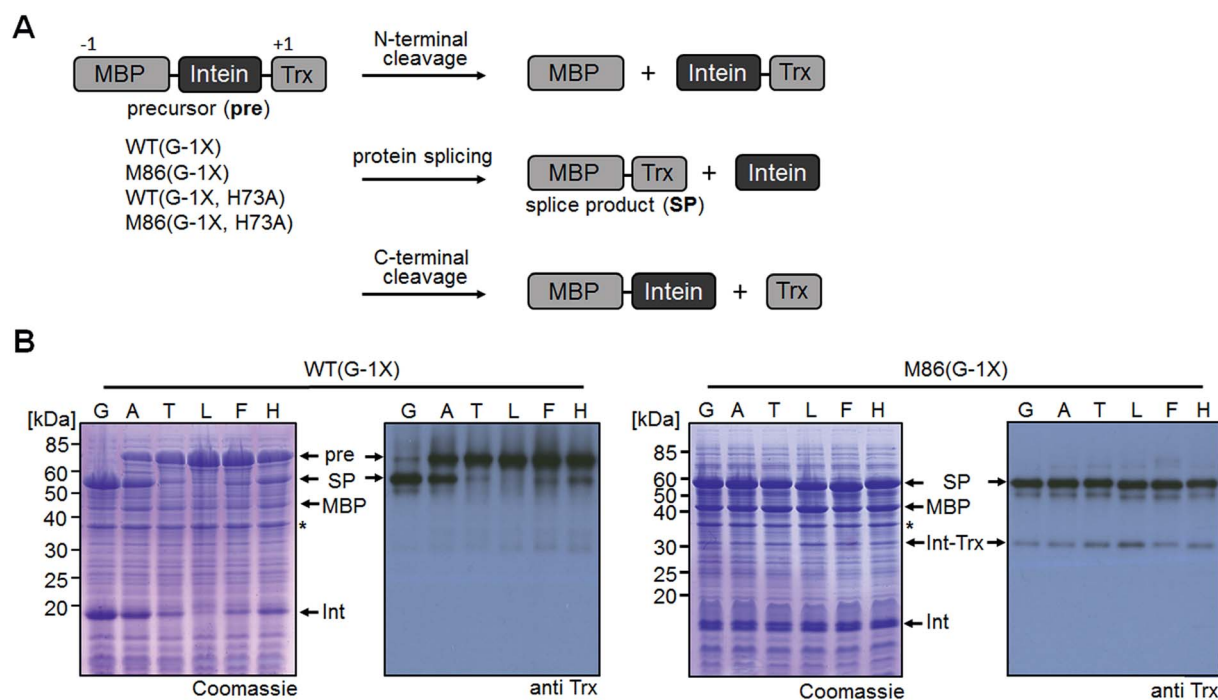 A
-1 +1
MBP Intein Trx
precursor (pre)
WT(G-1X)
M86(G-1X)
WT(G-1X, H73A)
M86(G-1X, H73A)
N-terminal
cleavage
MBP + Intein Trx
protein splicing
MBP Trx + Intein
splice product (SP)
C-terminal
cleavage
MBP Intein + Trx
B
WT(G-1X)
[kDa] G A T L F H
85
60
50
40
30
25
20
pre
SP
MBP
*
Int
Coomassie
G A T L F H
anti Trx
M86(G-1X)
[kDa] G A T L F H
85
60
50
40
30
25
20
SP
MBP
*
Int-Trx
Int
Coomassie
G A T L F H
anti Trx